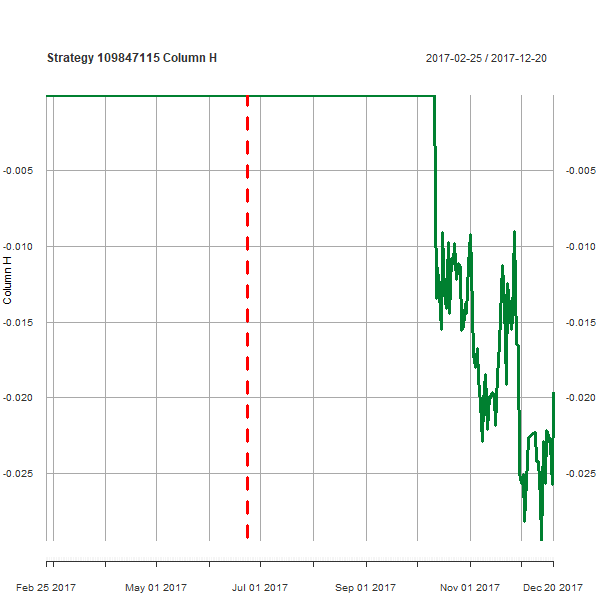 Strategy 109847115 Column H
2017-02-25 / 2017-12-20
-0.005
-0.005
-0.010
-0.010
Column H
-0.015
-0.015
-0.020
-0.020
-0.025
-0.025
Feb 25 2017
May 01 2017
Jul 01 2017
Sep 01 2017
Nov 01 2017
Dec 20 2017